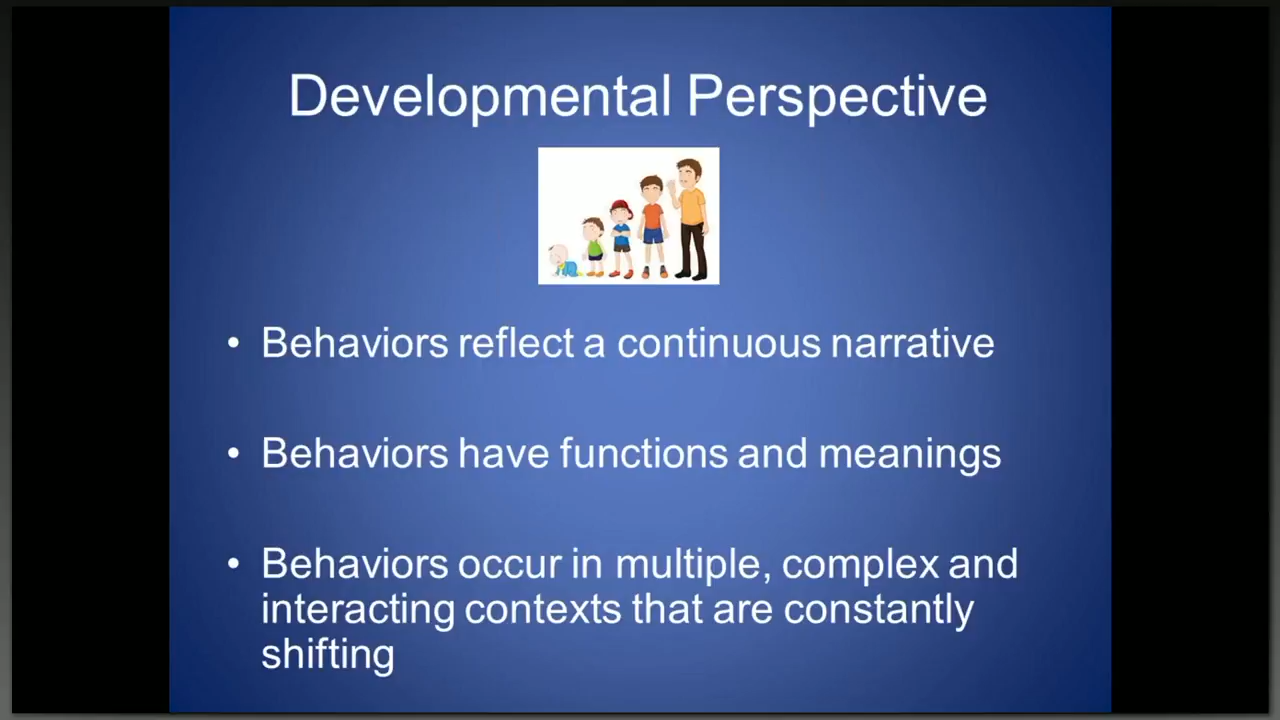 Developmental Perspective
• Behaviors reflect a continuous narrative
• Behaviors have functions and meanings
• Behaviors occur in multiple, complex and
interacting contexts that are constantly
shifting